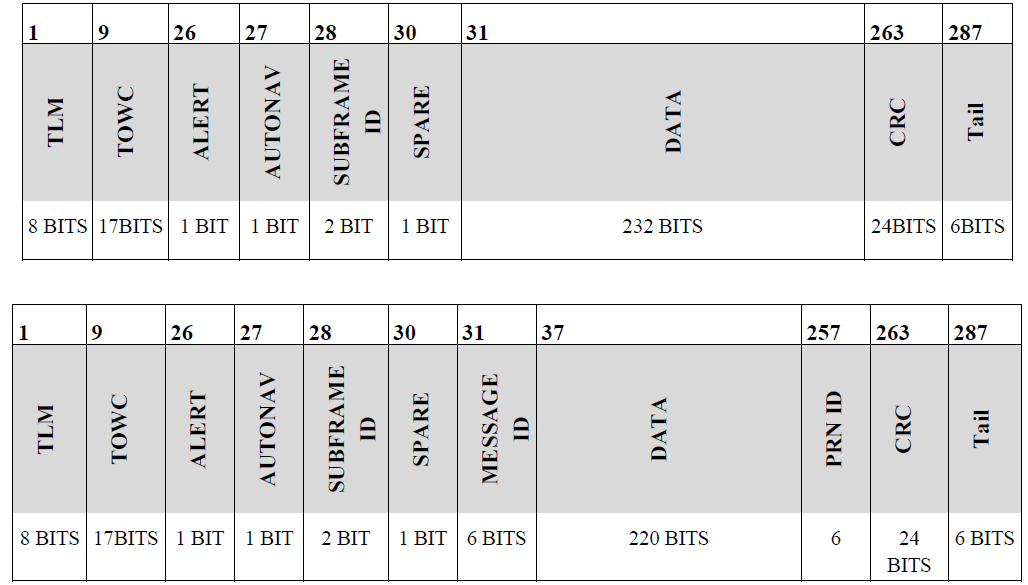 1 9 26 27 28 30 31 263 287
TLM TOWC ALERT AUTONAV SUBFRAME ID SPARE DATA CRC Tail
8 BITS 17BITS 1 BIT 1 BIT 2 BIT 1 BIT 232 BITS 24BITS 6BITS
1 9 26 27 28 30 31 37 257 263 287
TLM TOWC ALERT AUTONAV SUBFRAME ID SPARE MESSAGE ID DATA PRN ID CRC Tail
8 BITS 17BITS 1 BIT 1 BIT 2 BIT 1 BIT 6 BITS 220 BITS 6 24 BITS 6 BITS